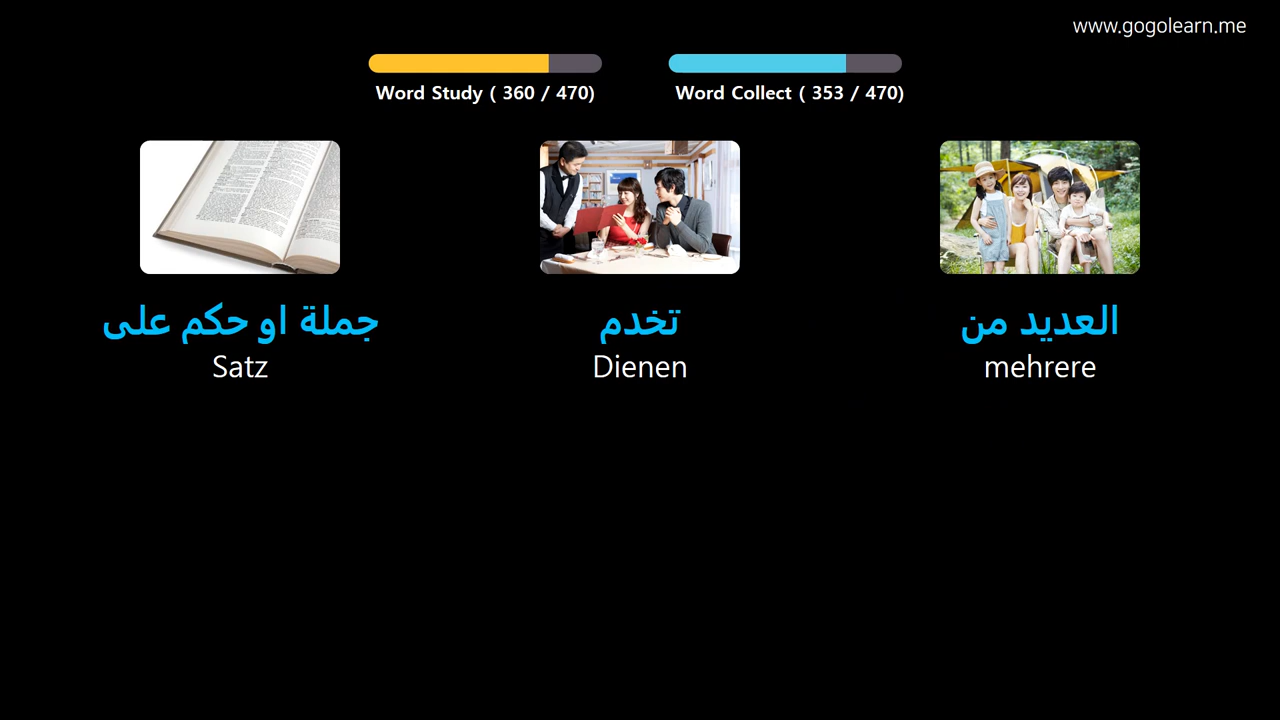 www.gogolearn.me
Word Study ( 360 / 470)
Word Collect ( 353 / 470)
جملة او حكم على
Satz
تخدم
Dienen
العديد من
mehrere